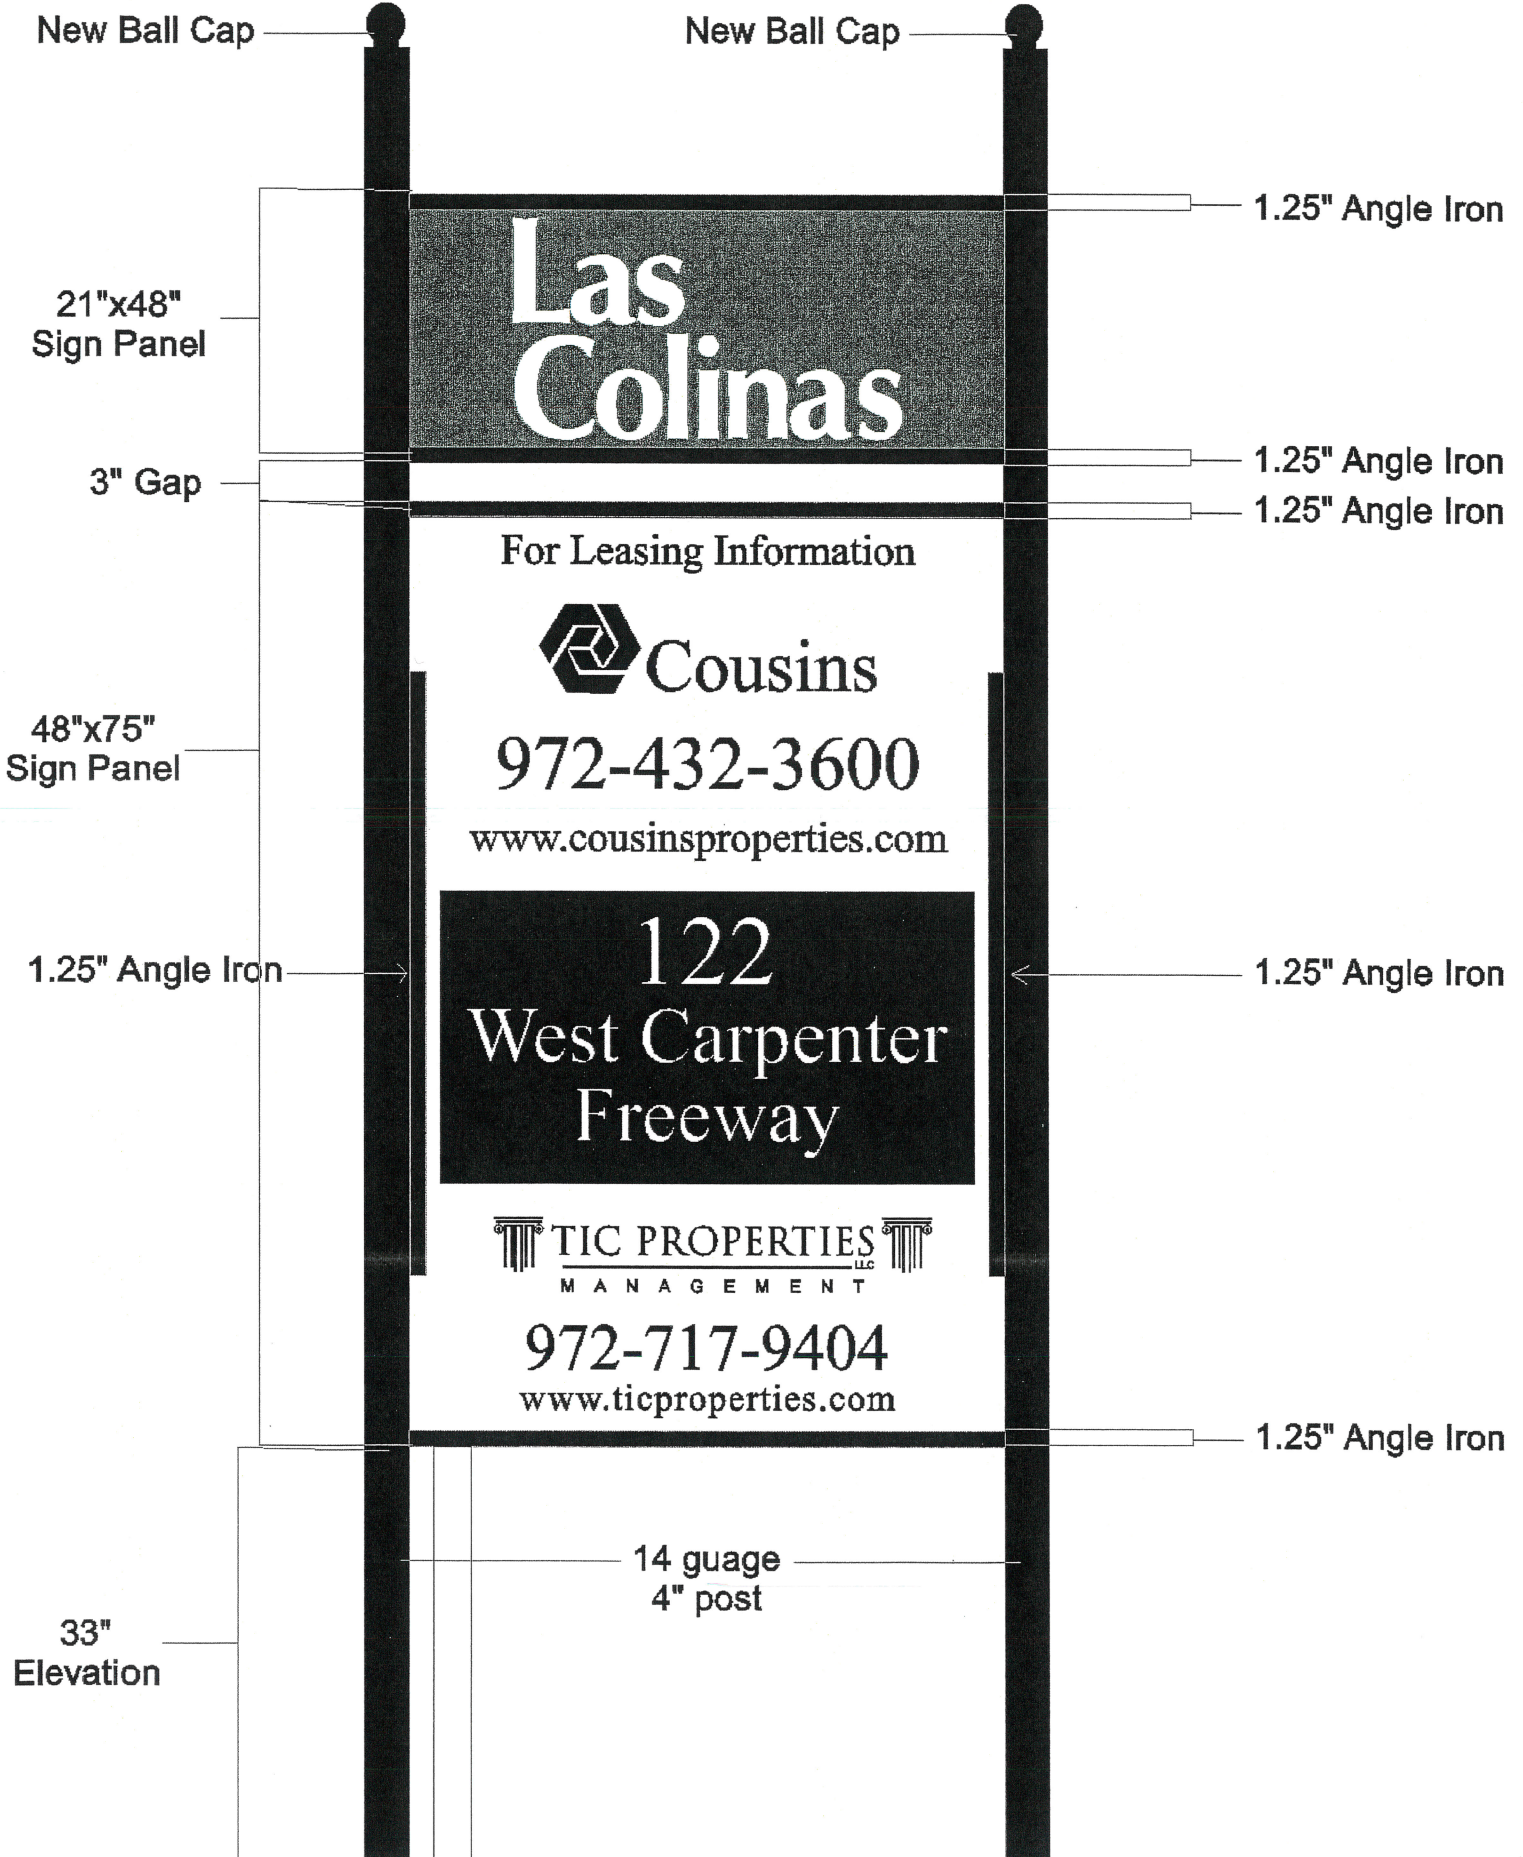 New Ball Cap
New Ball Cap
1.25" Angle Iron
Las
Colinas
21"x48"
Sign Panel
1.25" Angle Iron
3" Gap
1.25" Angle Iron
For Leasing Information
Cousins
48"x75"
Sign Panel
972-432-3600
www.cousinsproperties.com
122
West Carpenter
Freeway
1.25" Angle Iron
1.25" Angle Iron
TIC PROPERTIES
LLC
MANAGEMENT
972-717-9404
www.ticproperties.com
1.25" Angle Iron
14 guage
4" post
33"
Elevation